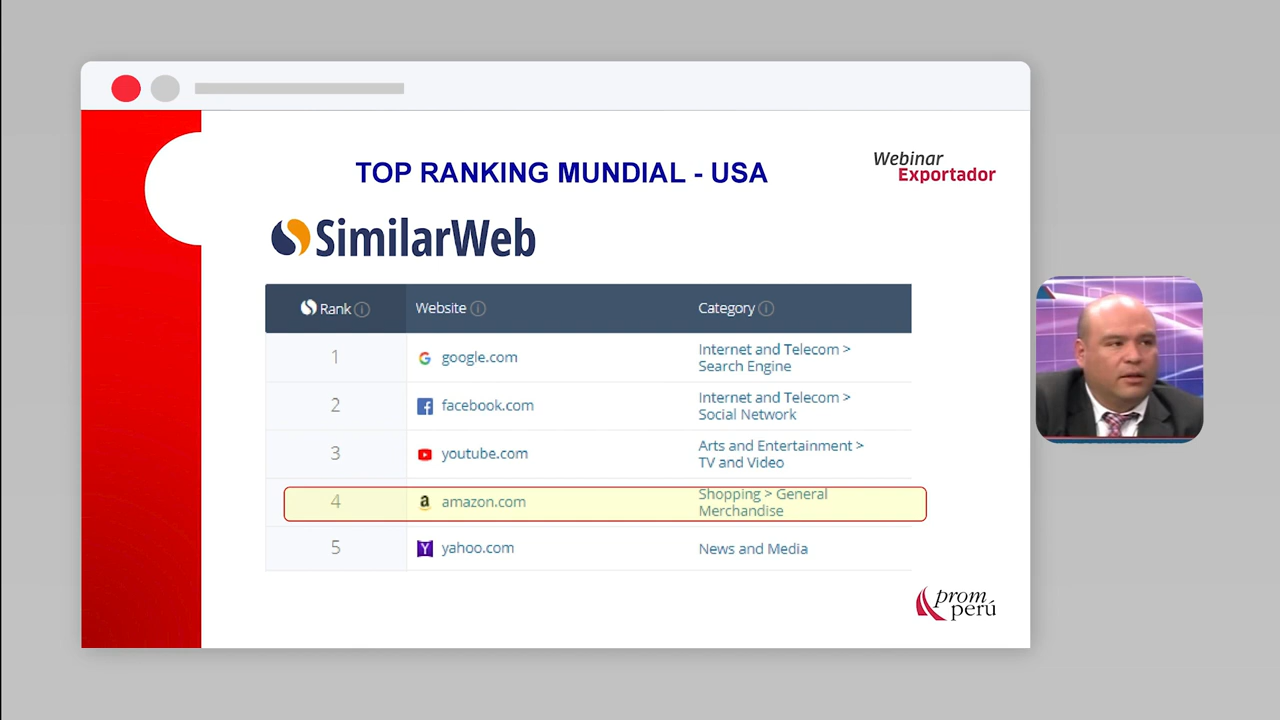 TOP RANKING MUNDIAL - USA
Webinar
Exportador
SimilarWeb
Rank Website Category
1 google.com Internet and Telecom >
Search Engine
2 facebook.com Internet and Telecom >
Social Network
3 youtube.com Arts and Entertainment >
TV and Video
4 amazon.com Shopping > General
Merchandise
5 yahoo.com News and Media
prom
perú